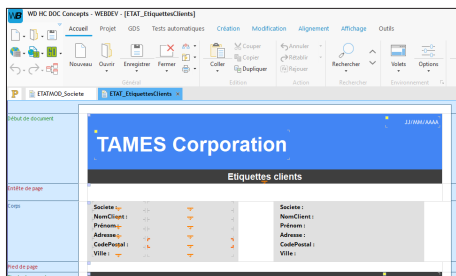 WD HC DOC Concepts - WEBDEV - [ETAT_EtiquettesClients]
Accueil Projet GDS Tests automatiques Création Modification Alignement Affichage Outils
Couper Annuler
Copier Rétablir
Nouveau Ouvrir Enregistrer Fermer Coller Dupliquer Rejouer Rechercher Volets Options
Général Edition Action Rechercher Environnement
ETATMOD_Societe ETAT_EtiquettesClients
Début de document
JJ/MM/AAAA
TAMES Corporation
Etiquettes clients
Entête de page
Corps
Societe : Societe :
NomClient : NomClient :
Prénom : Prénom :
Adresse : Adresse :
CodePostal : CodePostal :
Ville : Ville :
Pied de page